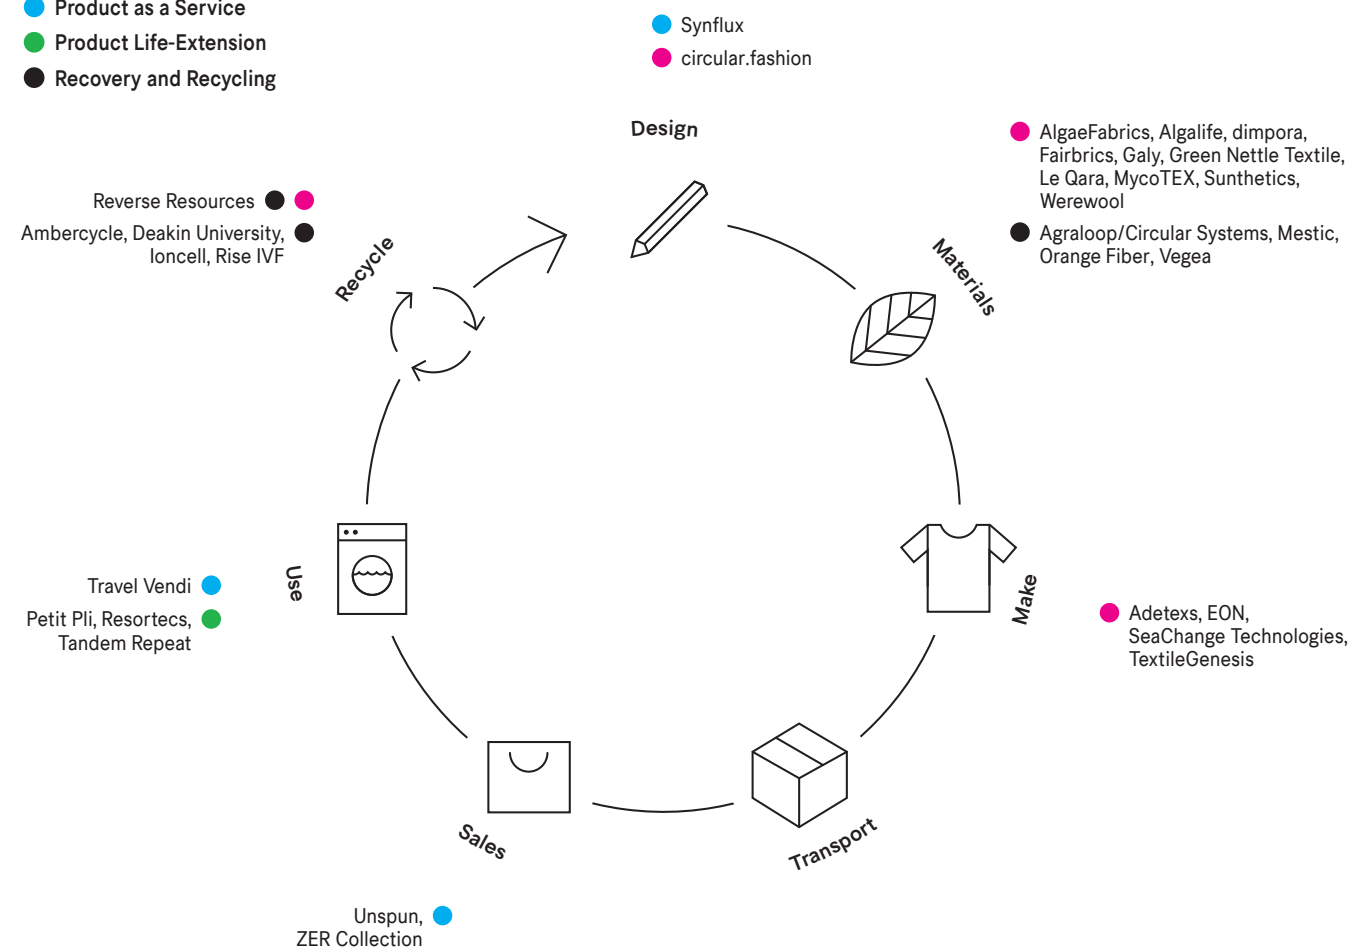 Product as a Service
Product Life-Extension
Recovery and Recycling
Synflux
circular.fashion
Design
AlgaeFabrics, Algalife, dimpora,
Fairbrics, Galy, Green Nettle Textile,
Le Qara, MycoTEX, Sunthetics,
Werewool
Agraloop/Circular Systems, Mestic,
Orange Fiber, Vegea
Materials
Reverse Resources
Ambercycle, Deakin University,
Ioncell, Rise IVF
Recycle
Travel Vendi
Petit Pli, Resortecs,
Tandem Repeat
Use
Make
Adetexs, EON,
SeaChange Technologies,
TextileGenesis
Sales
Transport
Unspun,
ZER Collection